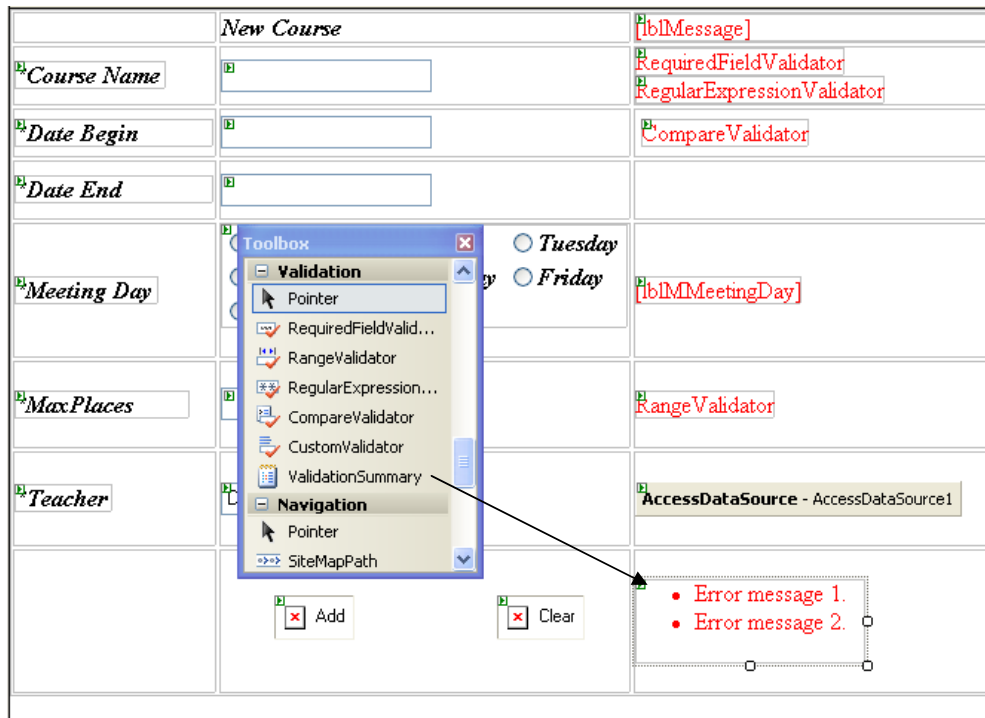 New Course
[lblMessage]
*Course Name
RequiredFieldValidator
RegularExpressionValidator
*Date Begin
CompareValidator
*Date End
*Meeting Day
Tuesday
Friday
[lblMMeetingDay]
Toolbox
Validation
Pointer
RequiredFieldValid...
RangeValidator
RegularExpression...
CompareValidator
CustomValidator
ValidationSummary
Navigation
Pointer
SiteMapPath
*MaxPlaces
RangeValidator
*Teacher
AccessDataSource - AccessDataSource1
Add
Clear
• Error message 1.
• Error message 2.